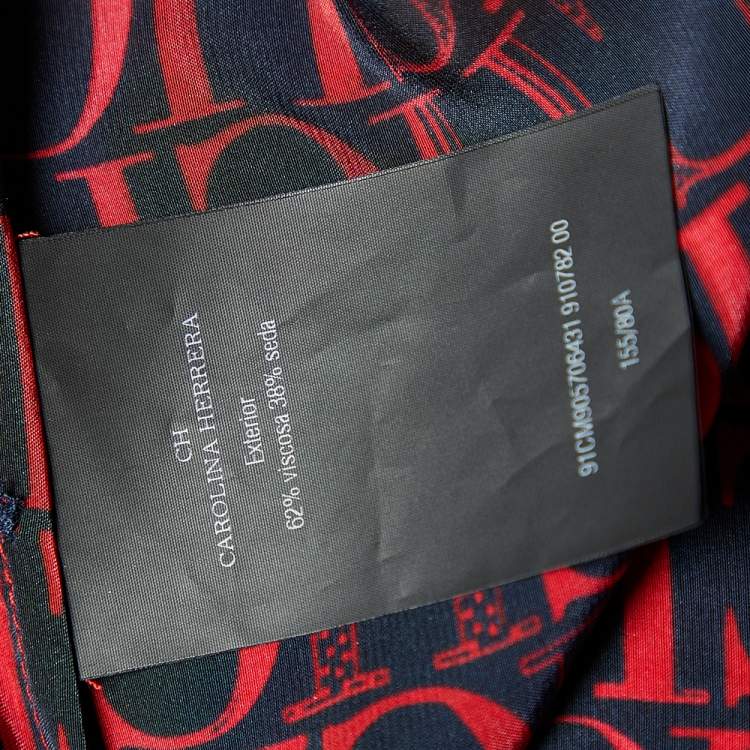 CH
CAROLINA HERRERA
Exterior
62% viscosa 38% seda
91CM905706431 910782 00
155/80A